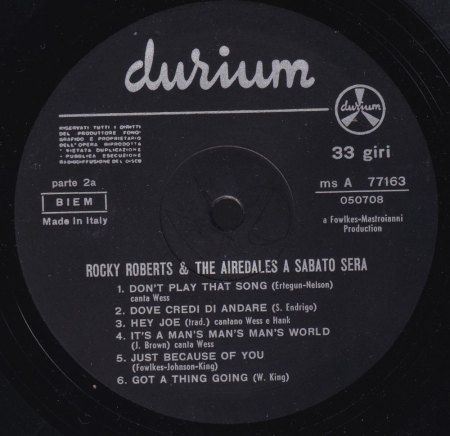 durium
durium
RISERVATI TUTTI I DIRITTI
DEL PRODUTTORE FONO-
GRAFICO E PROPRIETARIO
DELL'OPERA RIPRODOTTA
• VIETATA DUPLICAZIONE
• PUBBLICA ESECUZIONE
RADIODIFFUSIONE DEL DISCO
33 giri
parte 2a
ms A 77163
BIEM
050708
Made in Italy
a Fowlkes-Mastroianni
Production
ROCKY ROBERTS & THE AIREDALES A SABATO SERA
1. DON'T PLAY THAT SONG (Ertegun-Nelson)
canta Wess
2. DOVE CREDI DI ANDARE (S. Endrigo)
3. HEY JOE (trad.) cantano Wess e Hank
4. IT'S A MAN'S MAN'S MAN'S WORLD
(J. Brown) canta Wess
5. JUST BECAUSE OF YOU
(Fowlkes-Johnson-King)
6. GOT A THING GOING (W. King)